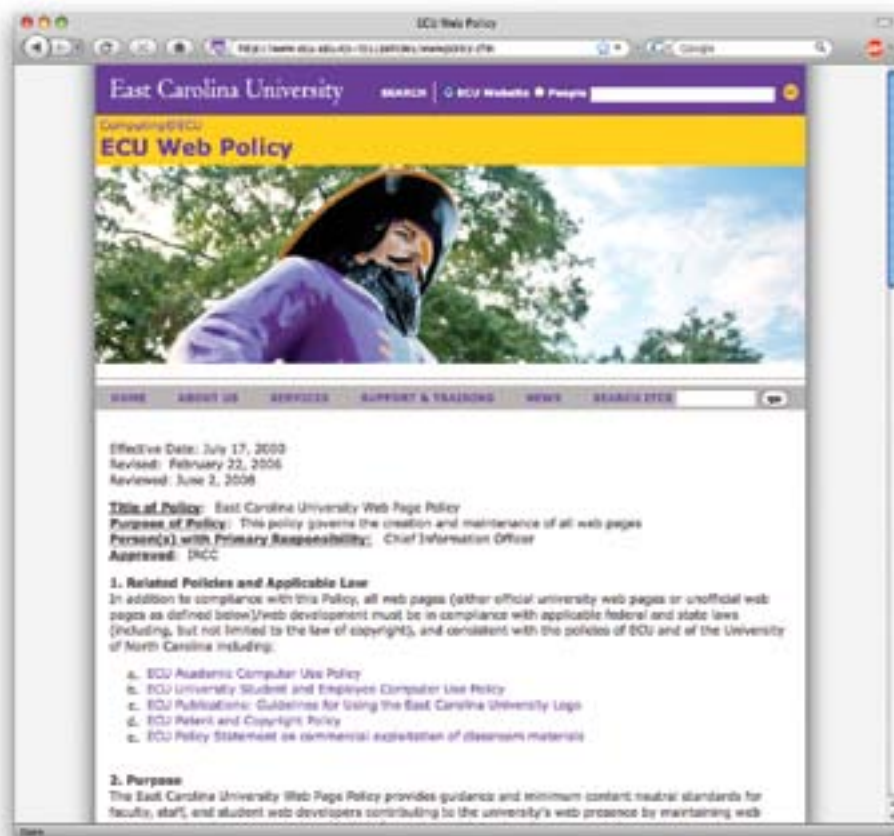 ECU Web Policy
Google
East Carolina University SEARCH ECU Website People
Computing@ECU
ECU Web Policy
HOME ABOUT US SERVICES SUPPORT & TRAINING NEWS SEARCH ITCS go
Effective Date: July 17,
Revised: February 22, 2006
Reviewed: June 2, 2008
Title of Policy: East Carolina University Web Page Policy
Purpose of Policy: This policy governs the creation and maintenance of all web pages
Person(s) with Primary Responsibility: Chief Information Officer
Approved: IRCC
1. Related Policies and Applicable Law
In addition to compliance with this Policy, all web pages (either official university web pages or unofficial web
pages as defined below)/web development must be in compliance with applicable federal and state laws
(including, but not limited to the law of copyright), and consistent with the policies of ECU and of the University
of North Carolina including:
a. ECU Academic Computer Use Policy
b. ECU University Student and Employee Computer Use Policy
c. ECU Publications: Guidelines for Using the East Carolina University Logo
d. ECU Patent and Copyright Policy
e. ECU Policy Statement on commercial exploitation of classroom materials
2. Purpose
The East Carolina University Web Page Policy provides guidance and minimum content neutral standards for
faculty, staff, and student web developers contributing to the university's web presence by maintaining web
Done